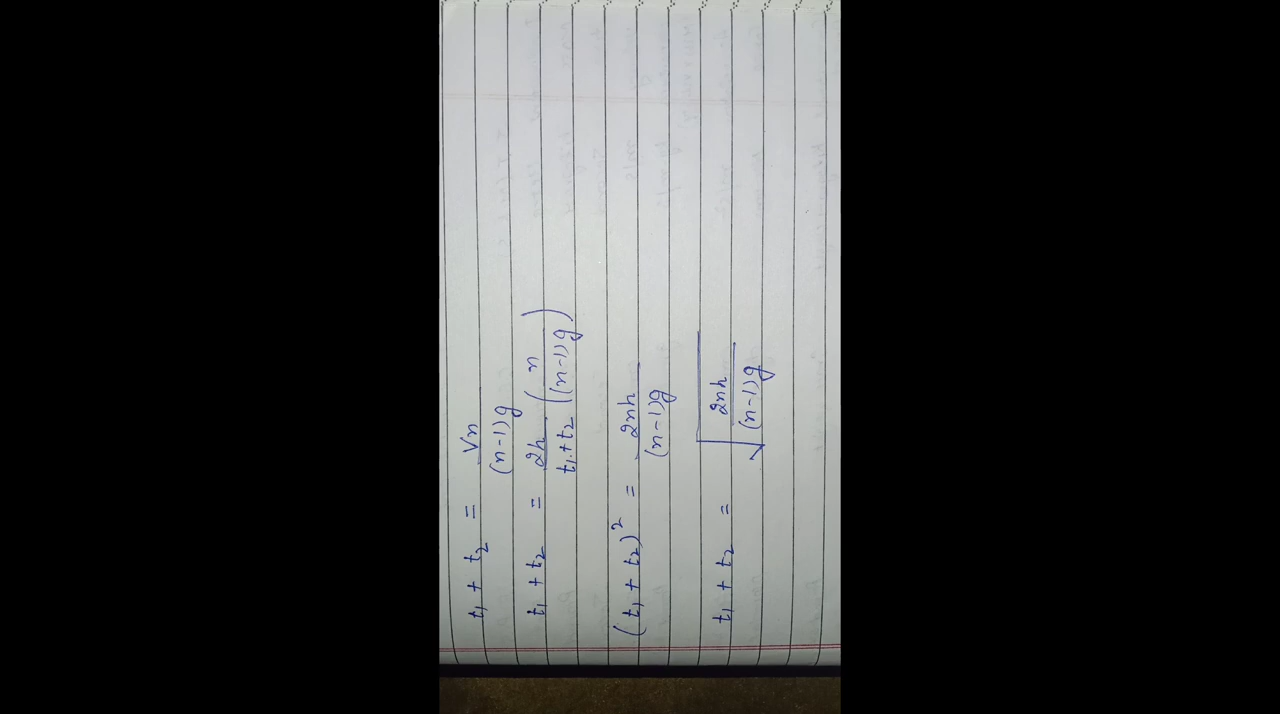 t₁ + t₂ = Vn / (n-1)g
t₁ + t₂ = 2h / t₁+t₂ (n / (n-1)g)
(t₁ + t₂)² = 2nh / (n-1)g
t₁ + t₂ = √(2nh / (n-1)g)